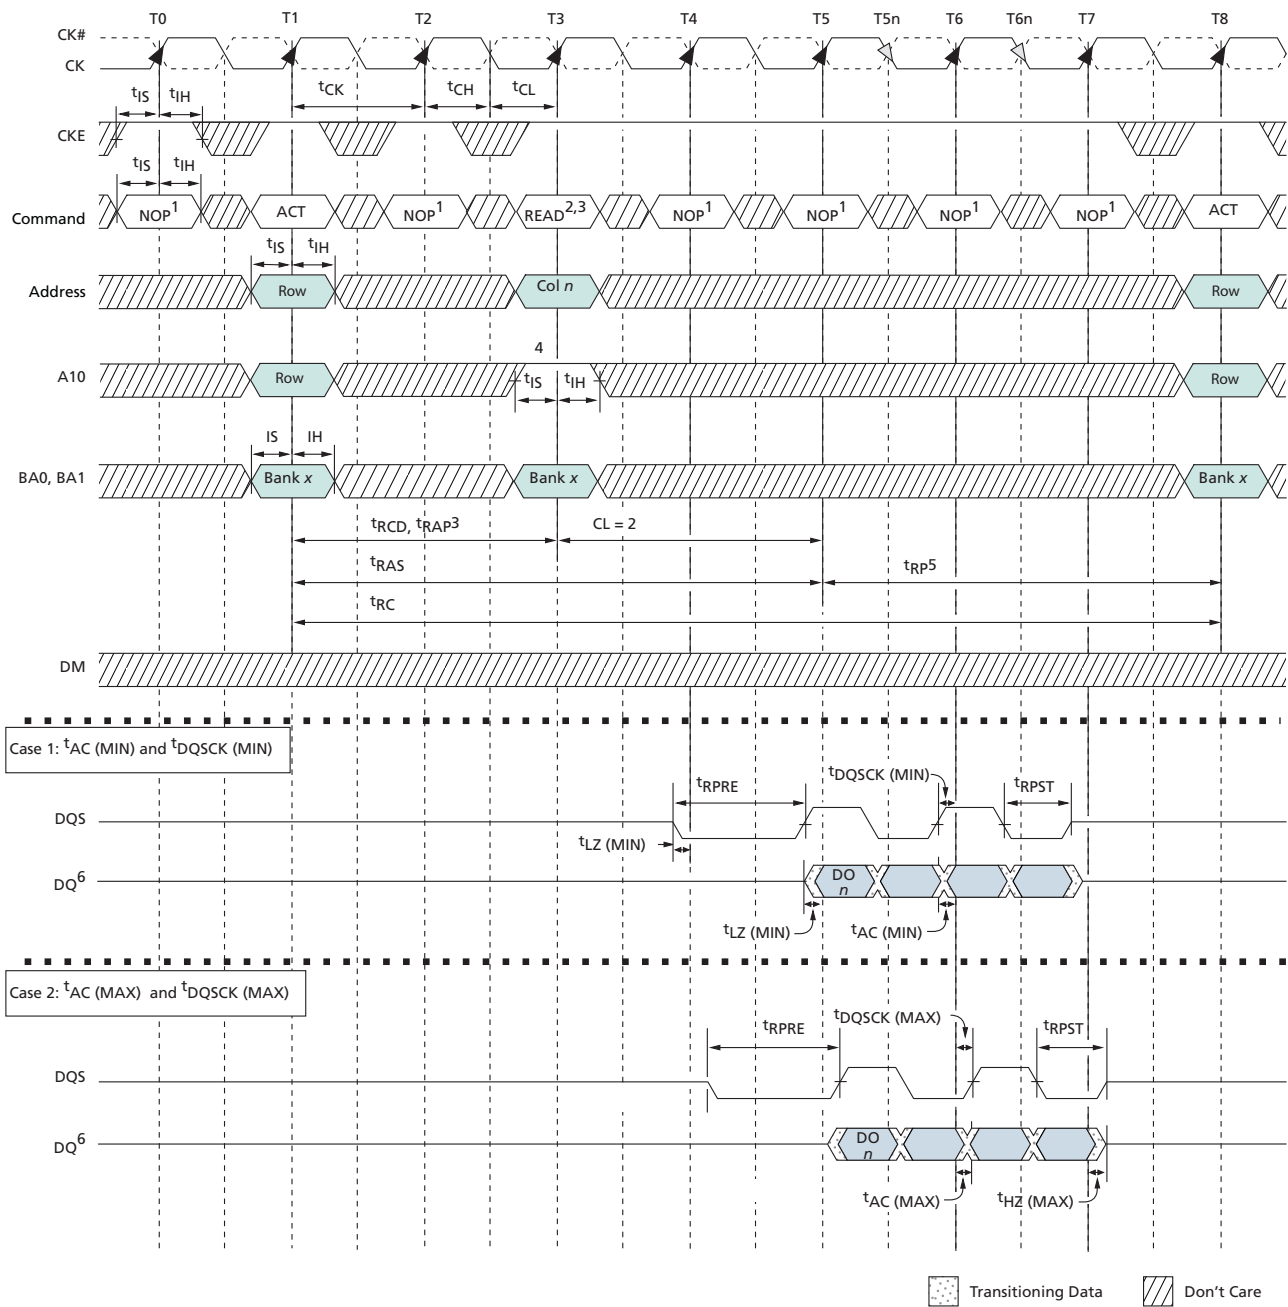 T0 T1 T2 T3 T4 T5 T5n T6 T6n T7 T8
CK#
CK
tCK tCH tCL
tIS tIH
CKE
tIS tIH
Command NOP1 ACT NOP1 READ2,3 NOP1 NOP1 NOP1 NOP1 ACT
tIS tIH
Address Row Col n Row
4
A10 Row tIS tIH Row
IS IH
BA0, BA1 Bank x Bank x Bank x
tRCD, tRAP3 CL = 2
tRAS tRP5
tRC
DM
Case 1: tAC (MIN) and tDQSCK (MIN)
tRPRE tDQSCK (MIN) tRPST
DQS
tLZ (MIN)
DQ6 DO n
tLZ (MIN) tAC (MIN)
Case 2: tAC (MAX) and tDQSCK (MAX)
tRPRE tDQSCK (MAX) tRPST
DQS
DQ6 DO n
tAC (MAX) tHZ (MAX)
Transitioning Data Don't Care